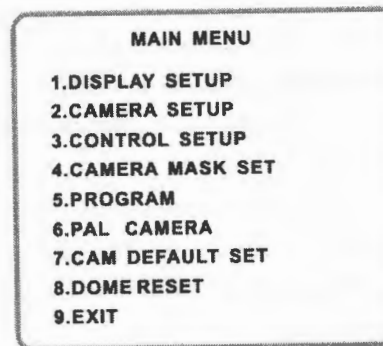 MAIN MENU
1.DISPLAY SETUP
2.CAMERA SETUP
3.CONTROL SETUP
4.CAMERA MASK SET
5.PROGRAM
6.PAL CAMERA
7.CAM DEFAULT SET
8.DOME RESET
9.EXIT